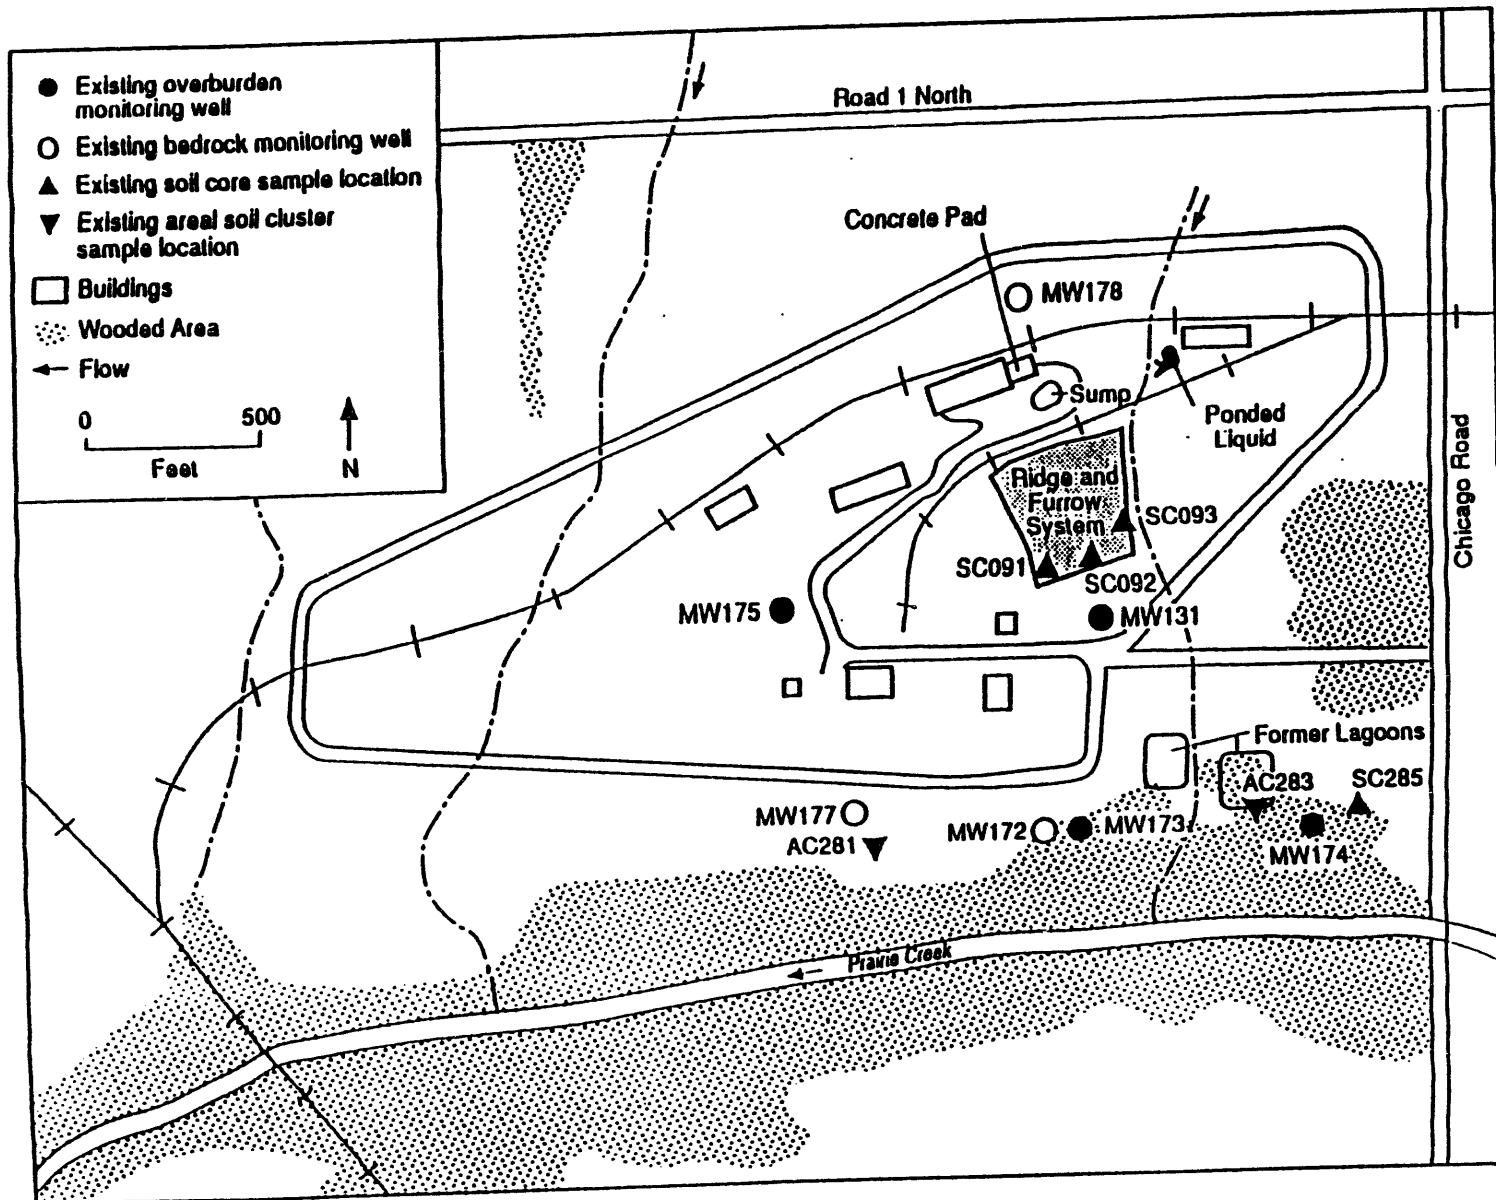 Existing overburden
monitoring well
Existing bedrock monitoring well
Existing soil core sample location
Existing areal soil cluster
sample location
Buildings
Wooded Area
Flow
0
500
Feet
N
Road 1 North
Concrete Pad
MW178
Sump
Ponded
Liquid
Chicago Road
Ridge and
Furrow
System
SC093
SC091
SC092
MW175
MW131
Former Lagoons
AC283
SC285
MW177
AC281
MW172
MW173
MW174
Prairie Creek